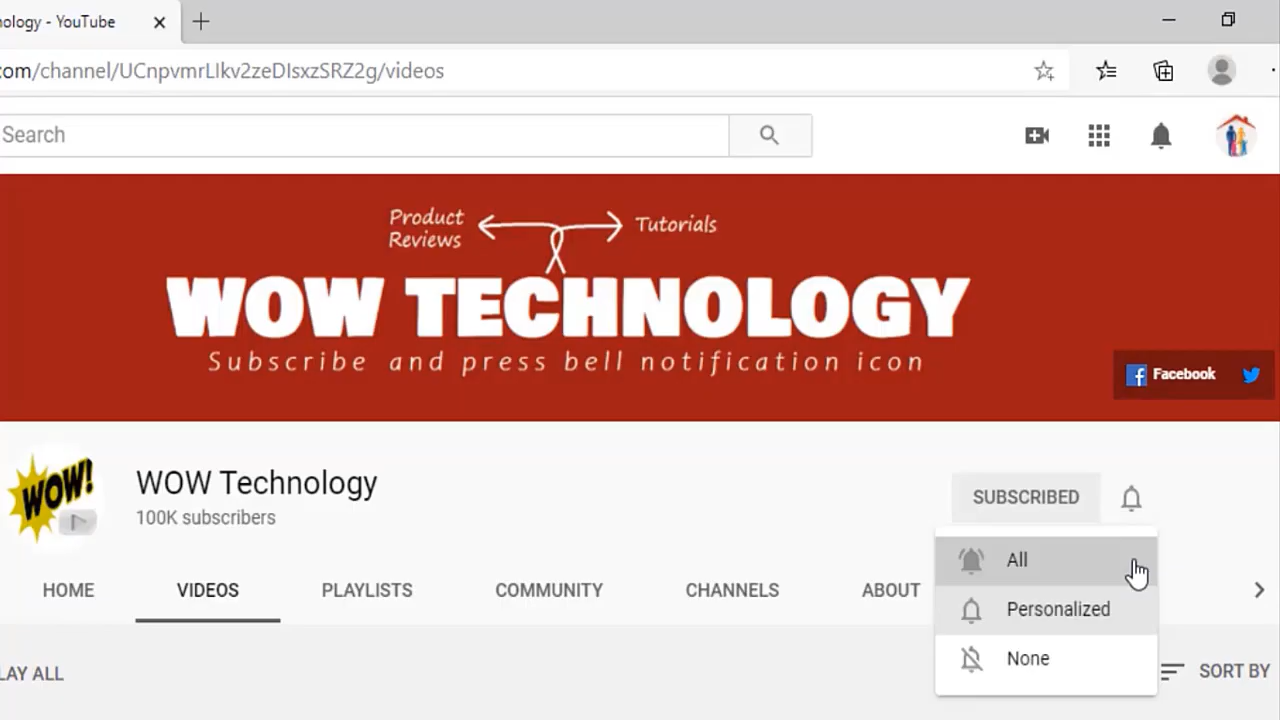 nology - YouTube
com/channel/UCnpvmrLIkv2zeDIsxzSRZ2g/videos
Search
Product
Reviews
Tutorials
WOW TECHNOLOGY
Subscribe and press bell notification icon
Facebook
WOW!
WOW Technology
100K subscribers
SUBSCRIBED
All
Personalized
None
HOME VIDEOS PLAYLISTS COMMUNITY CHANNELS ABOUT
LAY ALL
SORT BY